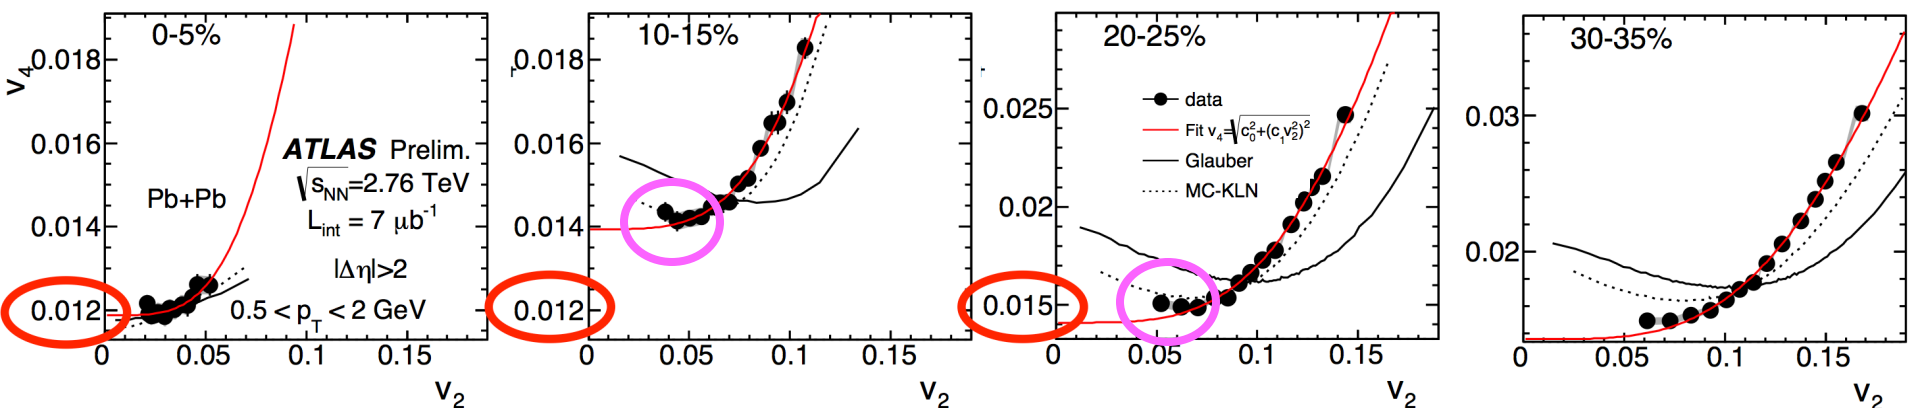 0-5%
v4
0.018
0.016
0.014
0.012
ATLAS Prelim.
√sNN=2.76 TeV
Pb+Pb
Lint = 7 μb-1
|Δη|>2
0.5 < pT < 2 GeV
0 0.05 0.1 0.15
v2
10-15%
0.018
0.016
0.014
0.012
0 0.05 0.1 0.15
v2
20-25%
0.025
0.02
0.015
data
Fit v4=√c0²+(c1v2²)²
Glauber
MC-KLN
0 0.05 0.1 0.15
v2
30-35%
0.03
0.02
0 0.05 0.1 0.15
v2